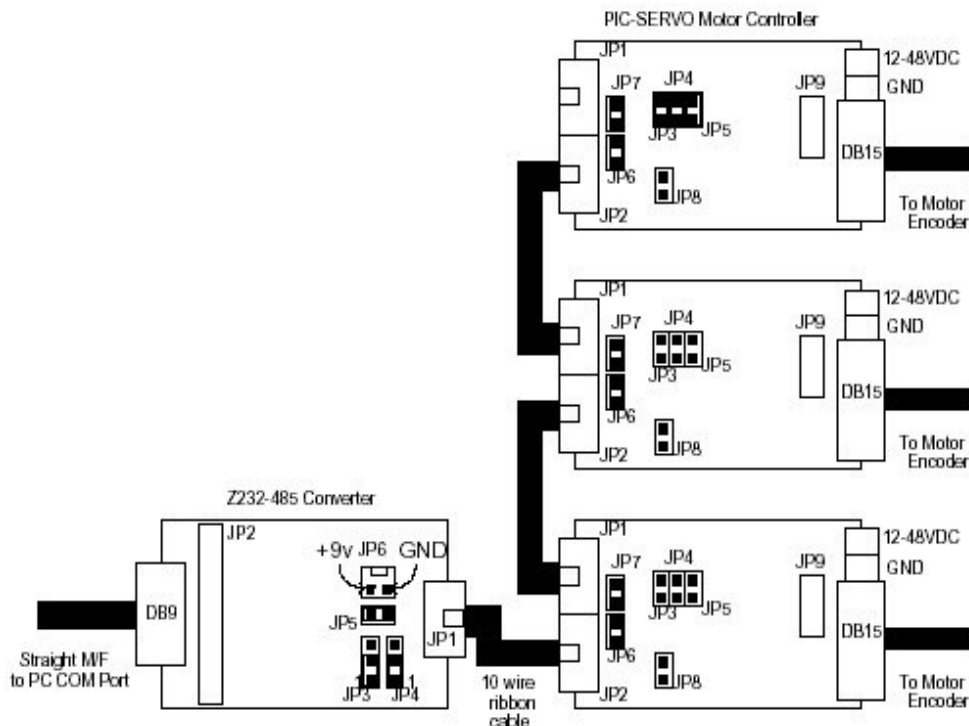 PIC-SERVO Motor Controller
JP1
JP7
JP4
JP9
12-48VDC
GND
JP3
JP5
DB15
JP6
JP8
JP2
To Motor
Encoder
JP1
JP7
JP4
JP9
12-48VDC
GND
JP3
JP5
DB15
JP6
JP8
JP2
To Motor
Encoder
Z232-485 Converter
JP2
+9v
JP6
GND
DB9
JP5
JP1
1
1
JP3
JP4
Straight M/F
to PC COM Port
10 wire
ribbon
cable
JP1
JP7
JP4
JP9
12-48VDC
GND
JP3
JP5
DB15
JP6
JP8
JP2
To Motor
Encoder